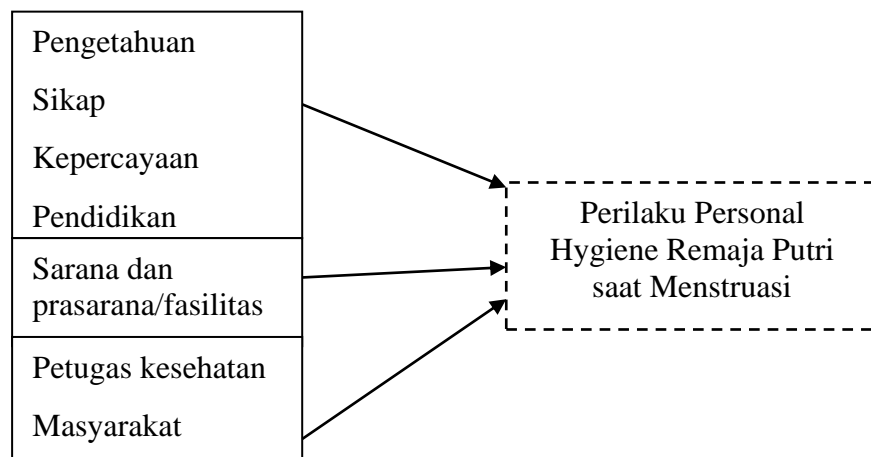 Pengetahuan
Sikap
Kepercayaan
Pendidikan
Sarana dan
prasarana/fasilitas
Petugas kesehatan
Masyarakat
Perilaku Personal
Hygiene Remaja Putri
saat Menstruasi